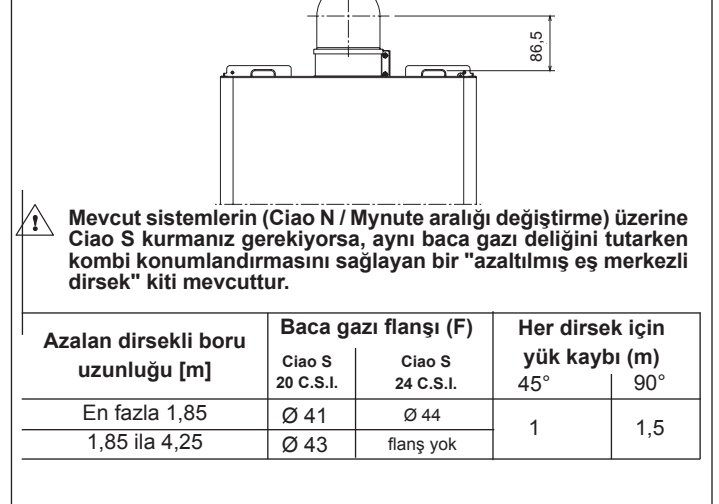 86,5
Mevcut sistemlerin (Ciao N / Mynute aralığı değiştirme) üzerine
Ciao S kurmanız gerekiyorsa, aynı baca gazı deliğini tutarken
kombi konumlandırmasını sağlayan bir "azaltılmış eş merkezli
dirsek" kiti mevcuttur.
Azalan dirsekli boru
uzunluğu [m]
Baca gazı flanşı (F)
Ciao S
20 C.S.I.
Ciao S
24 C.S.I.
Her dirsek için
yük kaybı (m)
45° 90°
En fazla 1,85 Ø 41 Ø 44
1 1,5
1,85 ila 4,25 Ø 43 flanş yok